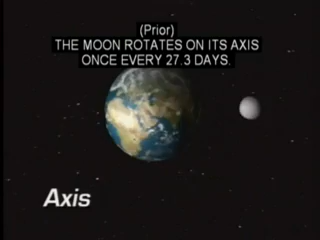 (Prior)
THE MOON ROTATES ON ITS AXIS
ONCE EVERY 27.3 DAYS.
Axis